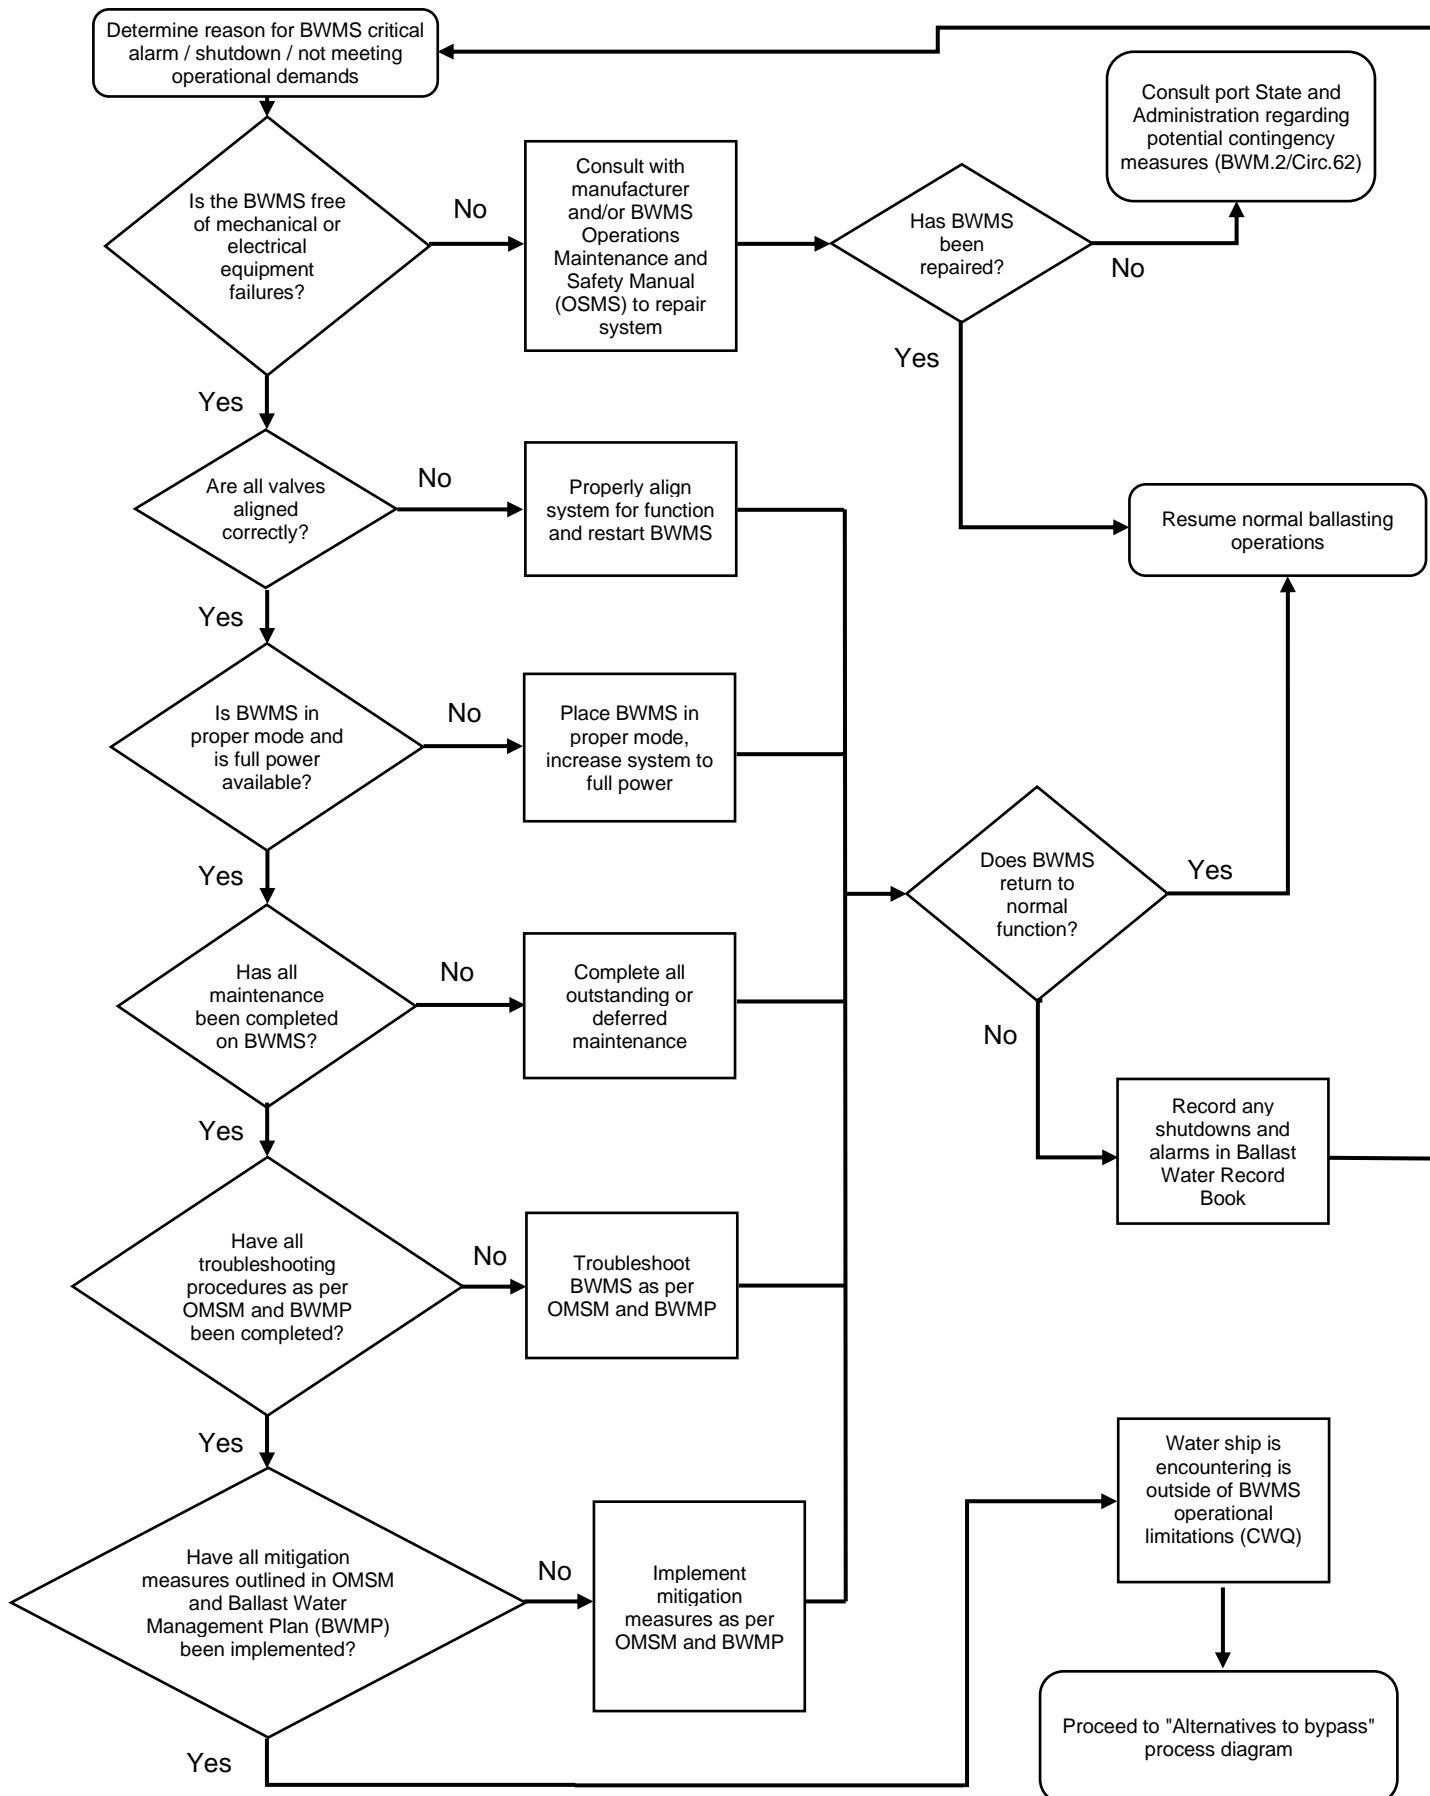 Determine reason for BWMS critical
alarm / shutdown / not meeting
operational demands
Consult port State and
Administration regarding
potential contingency
measures (BWM.2/Circ.62)
Is the BWMS free
of mechanical or
electrical
equipment
failures?
No
Consult with
manufacturer
and/or BWMS
Operations
Maintenance and
Safety Manual
(OSMS) to repair
system
Has BWMS
been
repaired?
No
Yes
Yes
Are all valves
aligned
correctly?
No
Properly align
system for function
and restart BWMS
Resume normal ballasting
operations
Yes
Is BWMS in
proper mode and
is full power
available?
No
Place BWMS in
proper mode,
increase system to
full power
Does BWMS
return to
normal
function?
Yes
Yes
Has all
maintenance
been completed
on BWMS?
No
Complete all
outstanding or
deferred
maintenance
No
Record any
shutdowns and
alarms in Ballast
Water Record
Book
Yes
Have all
troubleshooting
procedures as per
OMSM and BWMP
been completed?
No
Troubleshoot
BWMS as per
OMSM and BWMP
Yes
Water ship is
encountering is
outside of BWMS
operational
limitations (CWQ)
Have all mitigation
measures outlined in OMSM
and Ballast Water
Management Plan (BWMP)
been implemented?
No
Implement
mitigation
measures as per
OMSM and BWMP
Yes
Proceed to "Alternatives to bypass"
process diagram